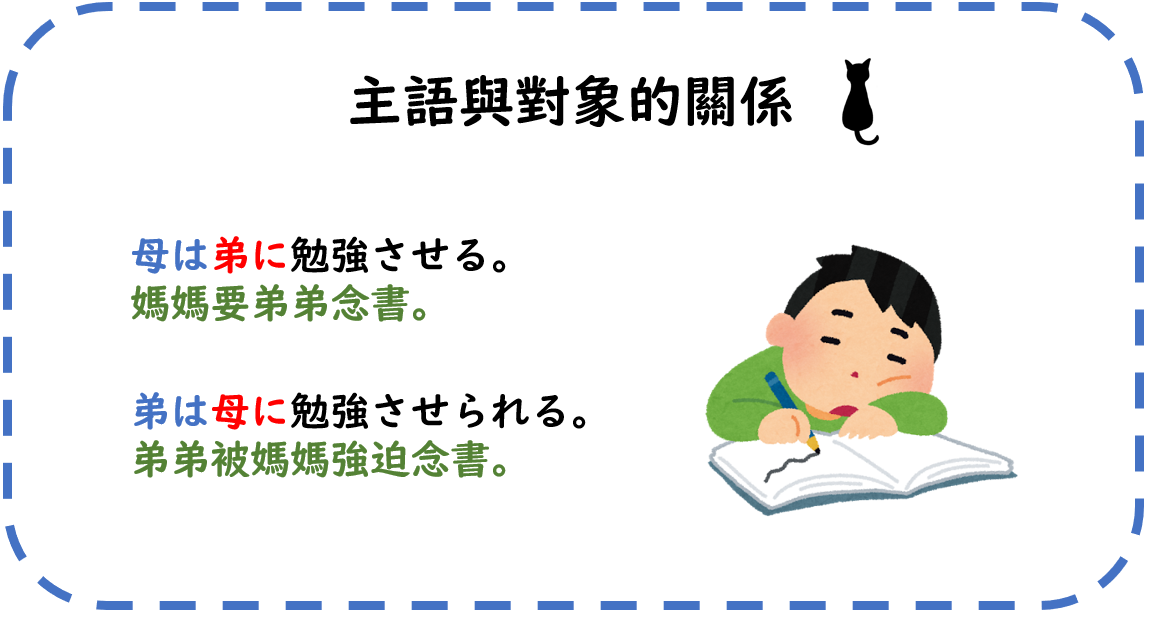 主語與對象的關係
母は弟に勉強させる。
媽媽要弟弟念書。
弟は母に勉強させられる。
弟弟被媽媽強迫念書。